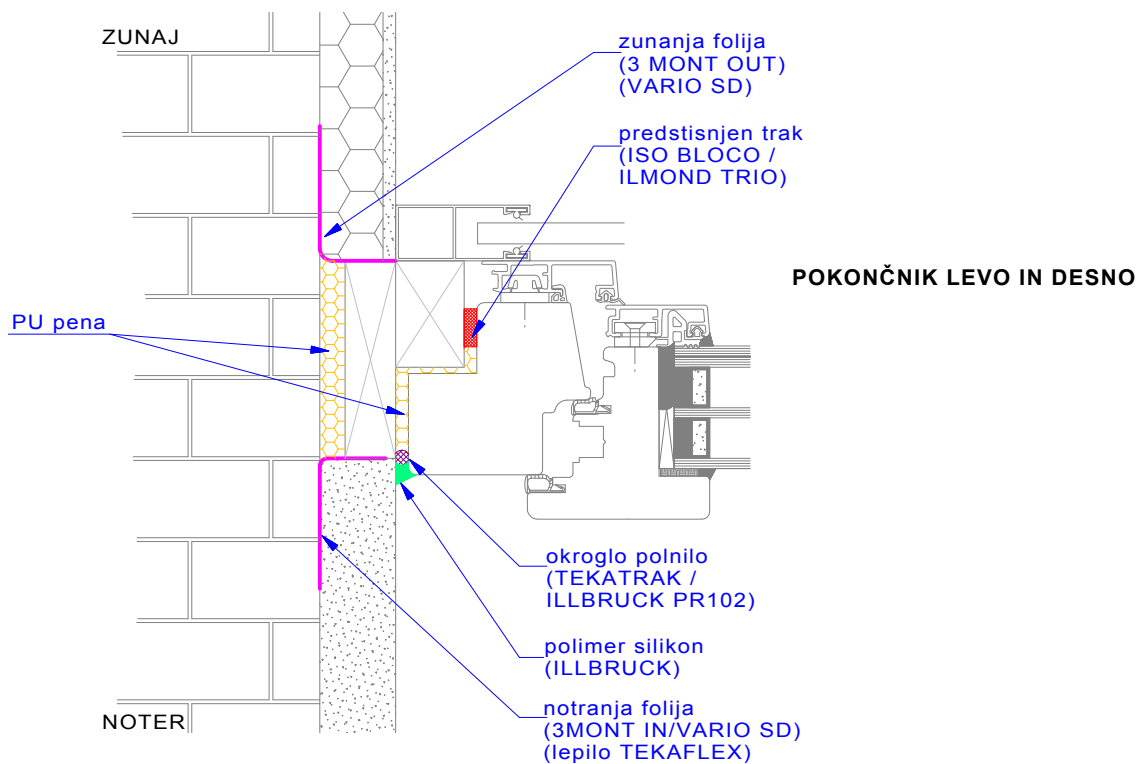 ZUNAJ
zunanja folija
(3 MONT OUT)
(VARIO SD)
predstisnjen trak
(ISO BLOCO /
ILMOND TRIO)
POKONČNIK LEVO IN DESNO
PU pena
okroglo polnilo
(TEKATRAK /
ILLBRUCK PR102)
polimer silikon
(ILLBRUCK)
NOTER
notranja folija
(3MONT IN/VARIO SD)
(lepilo TEKAFLEX)